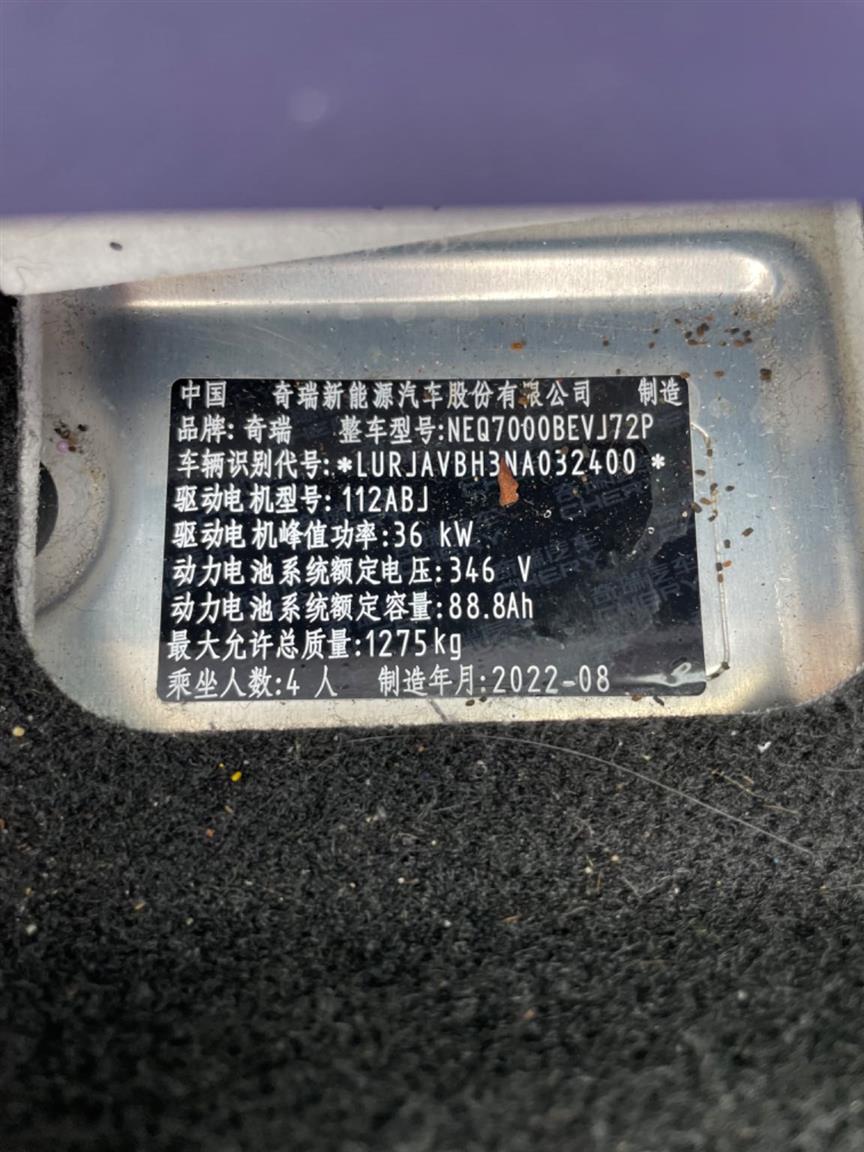 中国 奇瑞新能源汽车股份有限公司 制造
品牌:奇瑞 整车型号:NEQ7000BEVJ72P
车辆识别代号:*LURJAVBH3NA032400*
驱动电机型号:112ABJ
驱动电机峰值功率:36 kW
动力电池系统额定电压:346 V
动力电池系统额定容量:88.8Ah
最大允许总质量:1275kg
乘坐人数:4 人 制造年月:2022-08